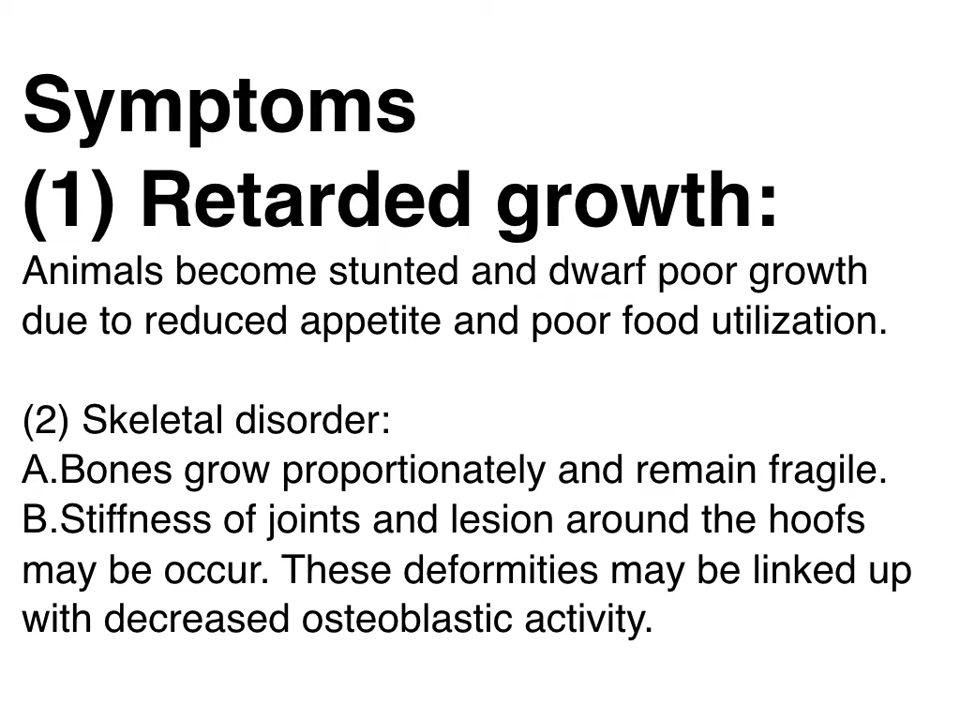 Symptoms
(1) Retarded growth:
Animals become stunted and dwarf poor growth
due to reduced appetite and poor food utilization.
(2) Skeletal disorder:
A.Bones grow proportionately and remain fragile.
B.Stiffness of joints and lesion around the hoofs
may be occur. These deformities may be linked up
with decreased osteoblastic activity.